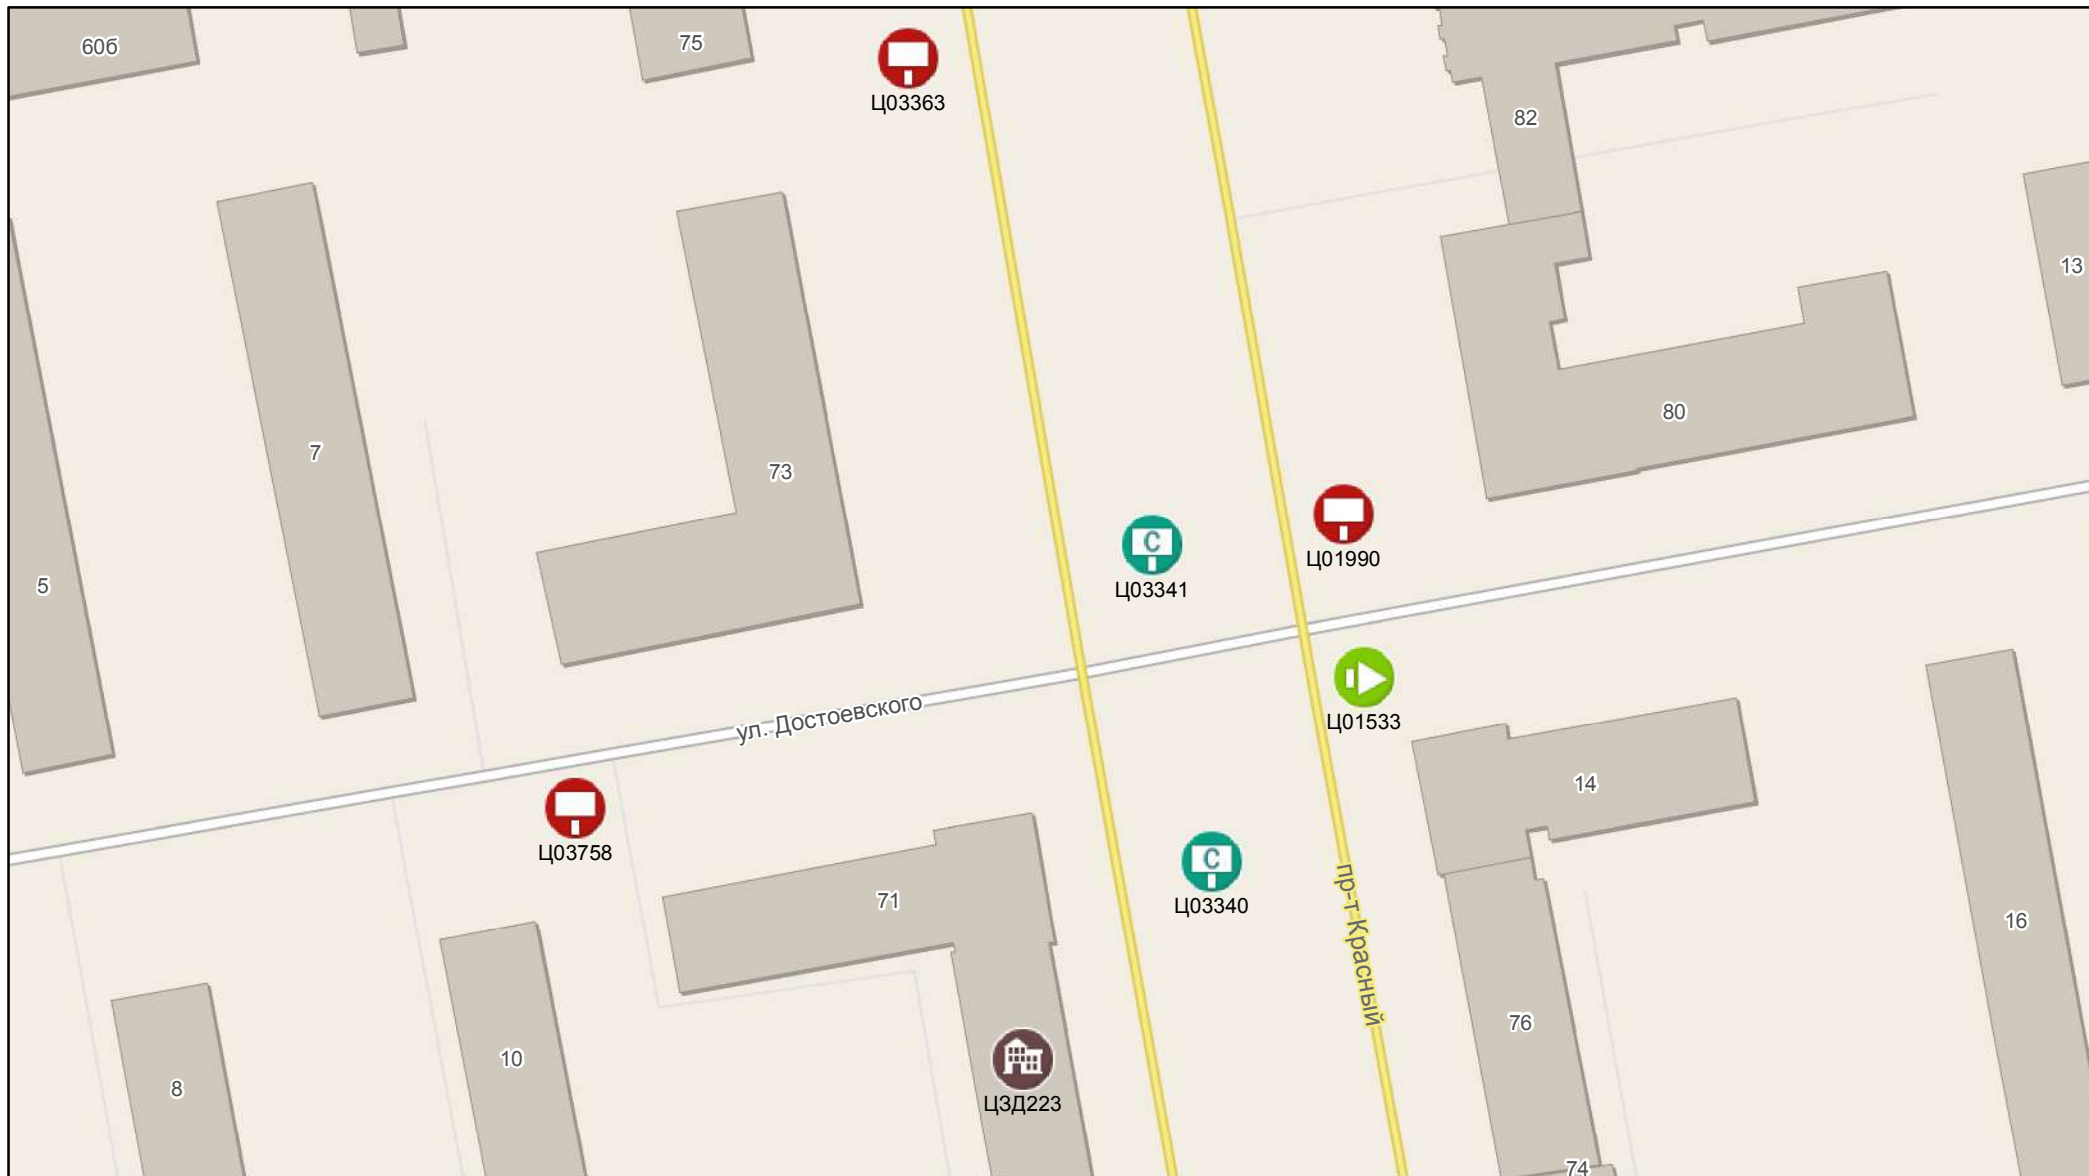 60б
75
Ц03363
82
13
7
73
80
5
С
Ц03341
Ц01990
ул. Достоевского
Ц01533
14
Ц03758
71
С
Ц03340
пр-т Красный
16
76
10
8
ЦЗД223
74